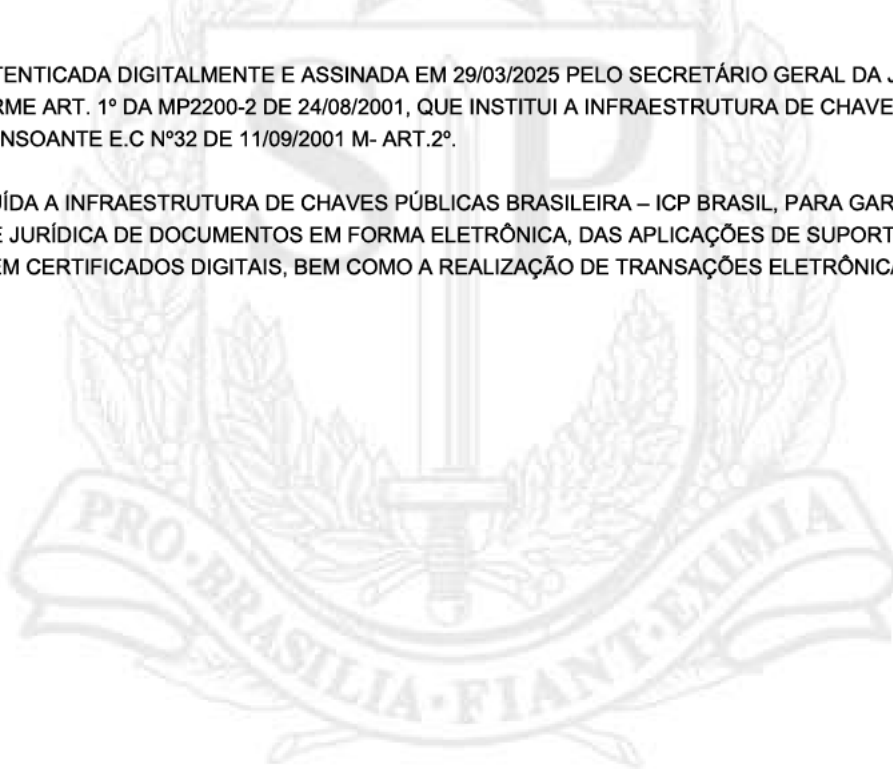 TENTICADA DIGITALMENTE E ASSINADA EM 29/03/2025 PELO SECRETÁRIO GERAL DA J
RME ART. 1º DA MP2200-2 DE 24/08/2001, QUE INSTITUI A INFRAESTRUTURA DE CHAVE
NSOANTE E.C Nº32 DE 11/09/2001 M- ART.2º.
UÍDA A INFRAESTRUTURA DE CHAVES PÚBLICAS BRASILEIRA – ICP BRASIL, PARA GAR
E JURÍDICA DE DOCUMENTOS EM FORMA ELETRÔNICA, DAS APLICAÇÕES DE SUPORT
EM CERTIFICADOS DIGITAIS, BEM COMO A REALIZAÇÃO DE TRANSAÇÕES ELETRÔNICA
SP
PRO·BRASILIA·FIANT·EXIMIA